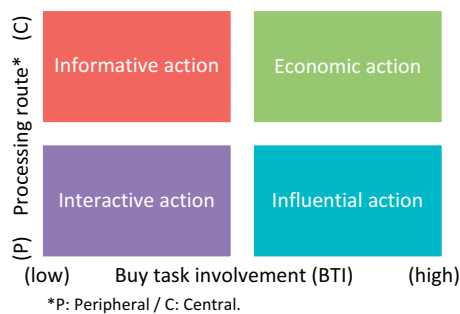 (C)
Processing route*
(P)
Informative action
Economic action
Interactive action
Influential action
(low)
Buy task involvement (BTI)
(high)
*P: Peripheral / C: Central.